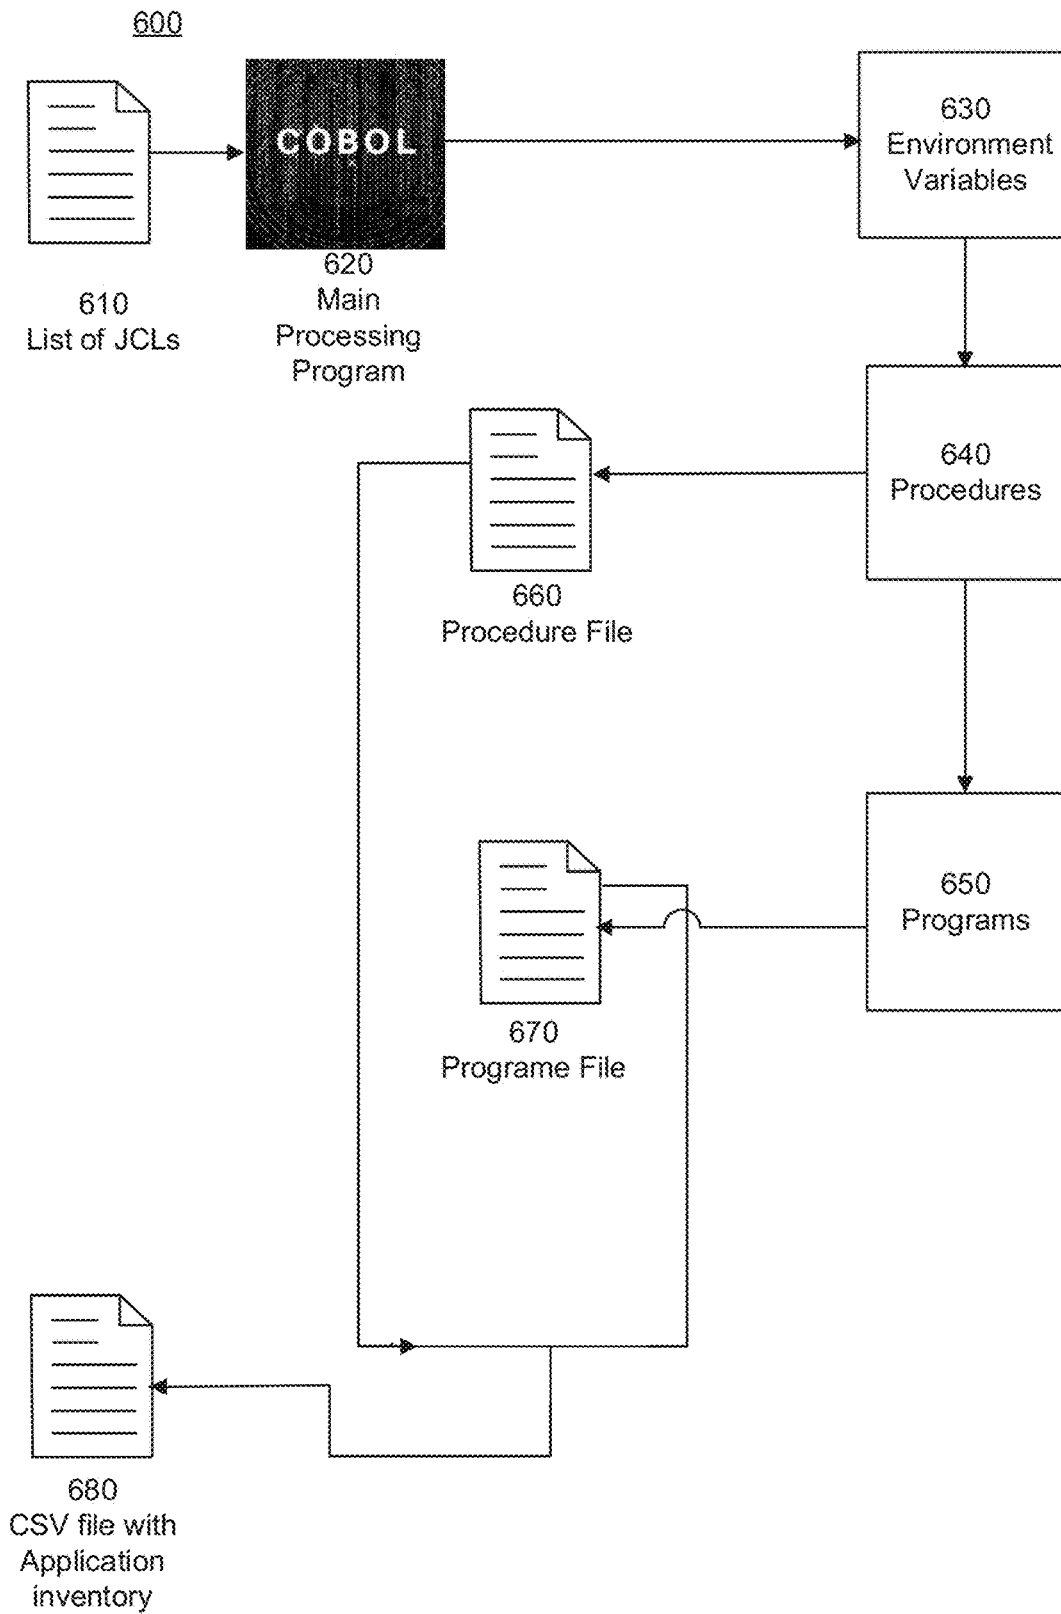 600
COBOL
610
List of JCLs
620
Main
Processing
Program
630
Environment
Variables
640
Procedures
660
Procedure File
650
Programs
670
Programe File
680
CSV file with
Application
inventory